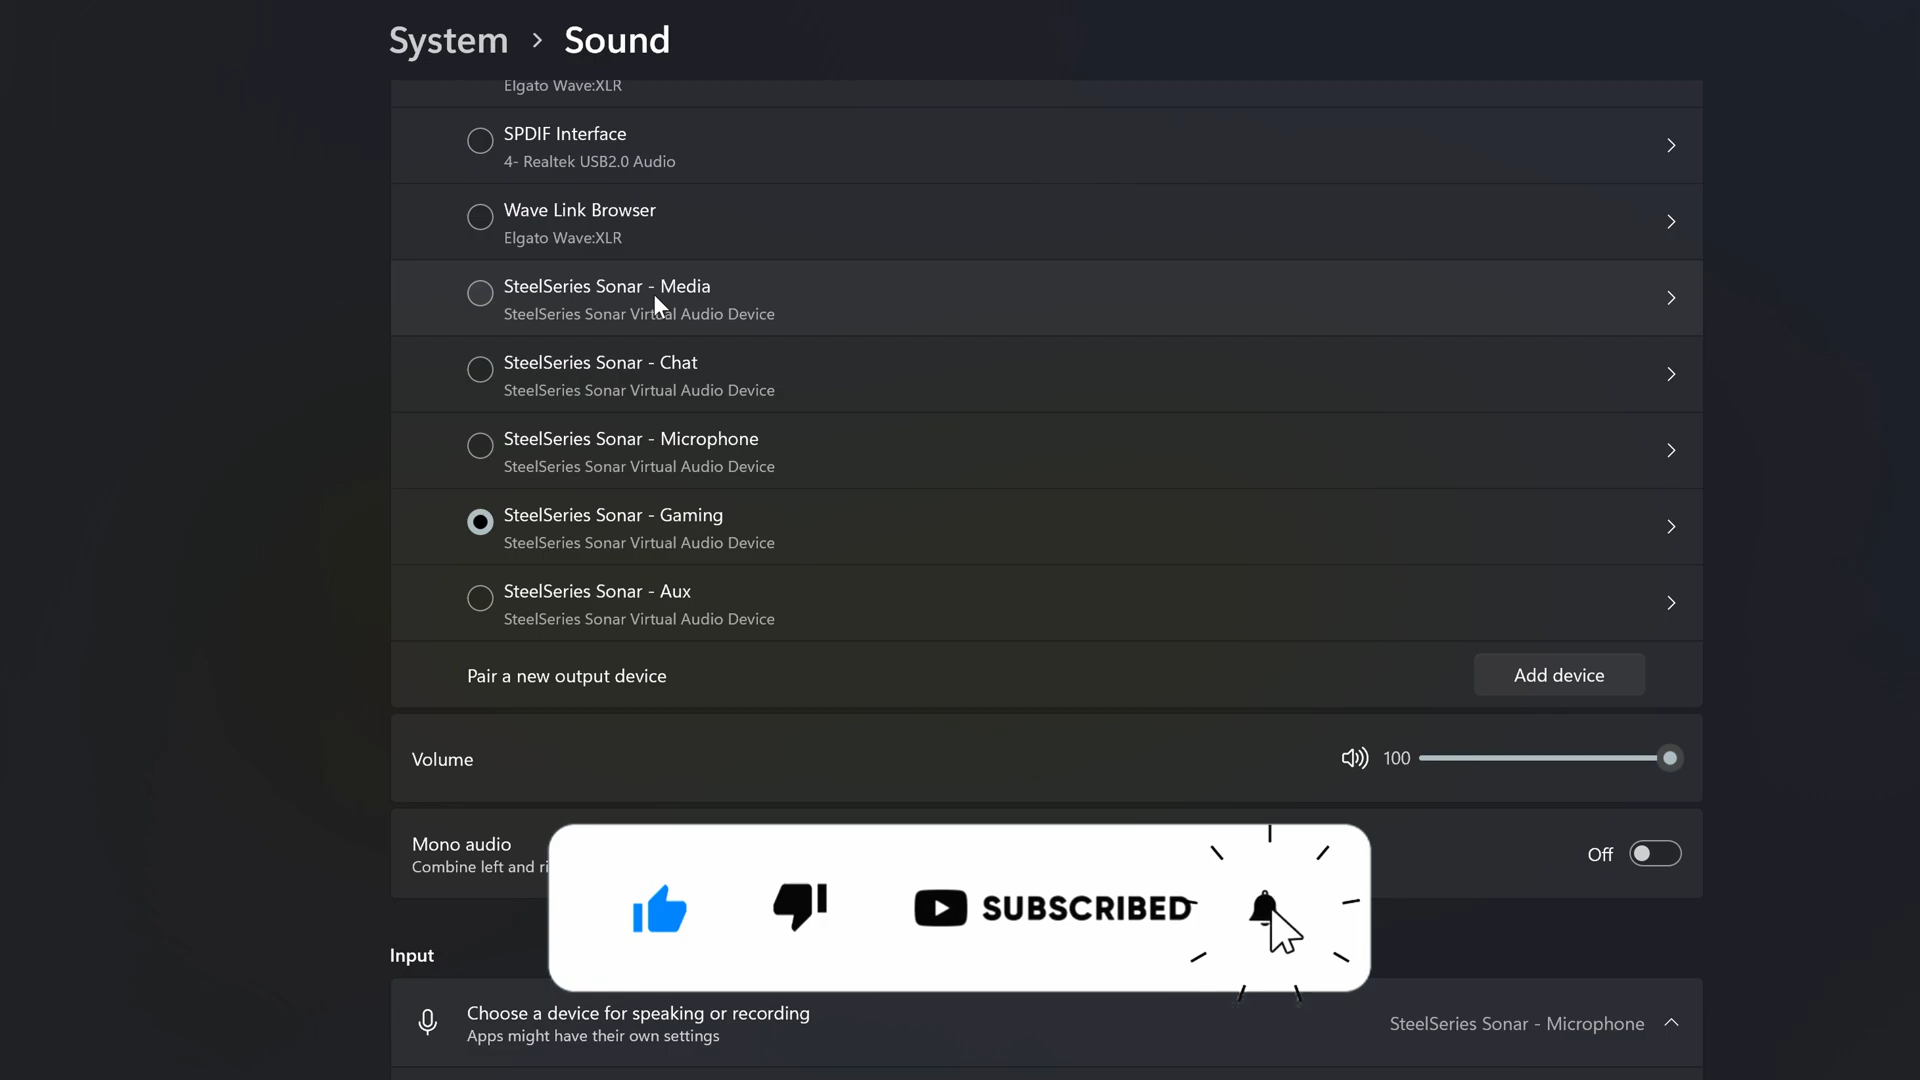 System > Sound
Elgato Wave:XLR
SPDIF Interface
4- Realtek USB2.0 Audio
Wave Link Browser
Elgato Wave:XLR
SteelSeries Sonar - Media
SteelSeries Sonar Virtual Audio Device
SteelSeries Sonar - Chat
SteelSeries Sonar Virtual Audio Device
SteelSeries Sonar - Microphone
SteelSeries Sonar Virtual Audio Device
SteelSeries Sonar - Gaming
SteelSeries Sonar Virtual Audio Device
SteelSeries Sonar - Aux
SteelSeries Sonar Virtual Audio Device
Pair a new output device Add device
Volume 100
Mono audio Off
Combine left and ri
SUBSCRIBED
Input
Choose a device for speaking or recording
Apps might have their own settings
SteelSeries Sonar - Microphone